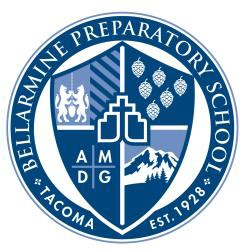 BELLARMINE PREPARATORY SCHOOL
A M
D G
TACOMA
EST. 1928